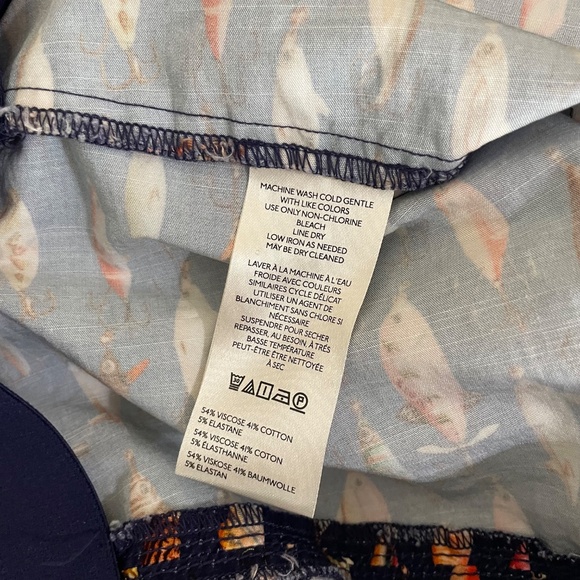 MACHINE WASH COLD GENTLE
WITH LIKE COLORS
USE ONLY NON-CHLORINE
BLEACH
LINE DRY
LOW IRON AS NEEDED
MAY BE DRY CLEANED
LAVER À LA MACHINE À L'EAU
FROIDE AVEC COULEURS
SIMILAIRES CYCLE DÉLICAT
UTILISER UN AGENT DE
BLANCHIMENT SANS CHLORE SI
NÉCESSAIRE
SUSPENDRE POUR SECHER
REPASSER, AU BESOIN, À TRÈS
BASSE TEMPÉRATURE
PEUT-ÊTRE ÊTRE NETTOYÉE
À SEC
54% VISCOSE 41% COTTON
5% ELASTANE
54% VISCOSE 41% COTON
5% ÉLASTHANNE
54% VISKOSE 41% BAUMWOLLE
5% ELASTAN